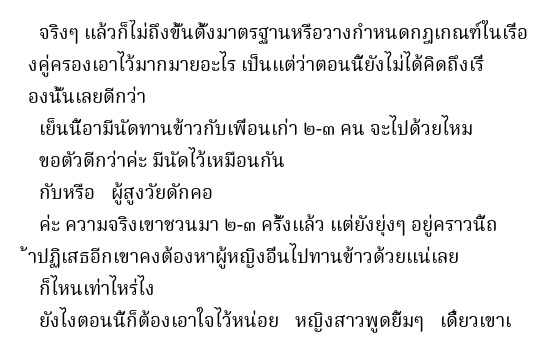 จริงๆ แล้วก็ไม่ถึงขั้นตั้งมาตรฐานหรือวางกำหนดกฎเกณฑ์ในเรื่อ
งคู่ครองเอาไว้มากมายอะไร เป็นแต่ว่าตอนนี้ยังไม่ได้คิดถึงเรื่
องนั้นเลยดีกว่า
เย็นนี้อามีนัดทานข้าวกับเพื่อนเก่า ๒-๓ คน จะไปด้วยไหม
ขอตัวดีกว่าค่ะ มีนัดไว้เหมือนกัน
กับหรือ ผู้สูงวัยดักคอ
ค่ะ ความจริงเขาชวนมา ๒-๓ ครั้งแล้ว แต่ยังยุ่งๆ อยู่คราวนี้ถ
้าปฏิเสธอีกเขาคงต้องหาผู้หญิงอื่นไปทานข้าวด้วยแน่เลย
ก็ไหนเท่าไหร่ไง
ยังไงตอนนี้ก็ต้องเอาใจไว้หน่อย หญิงสาวพูดยิ้มๆ เดี๋ยวเขาเ